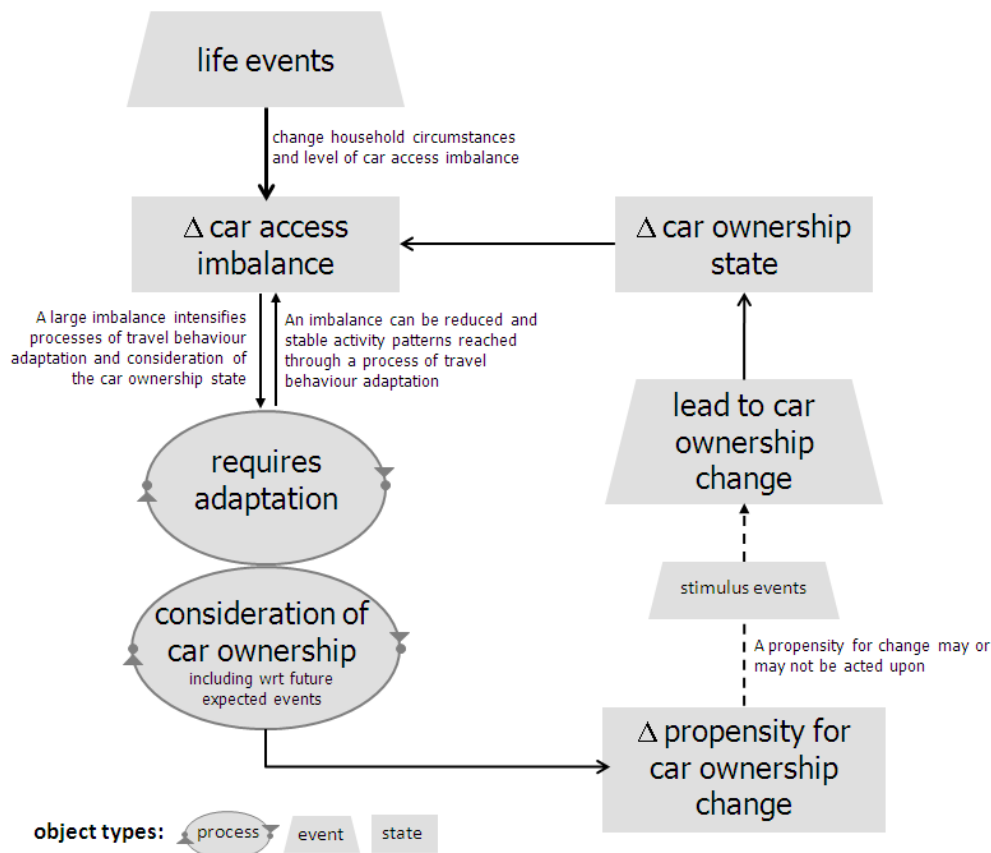 life events
change household circumstances
and level of car access imbalance
Δ car access
imbalance
Δ car ownership
state
A large imbalance intensifies
processes of travel behaviour
adaptation and consideration of
the car ownership state
An imbalance can be reduced and
stable activity patterns reached
through a process of travel
behaviour adaptation
lead to car
ownership
change
requires
adaptation
stimulus events
consideration of
car ownership
including wrt future
expected events
A propensity for change may or
may not be acted upon
Δ propensity for
car ownership
change
object types: process event state